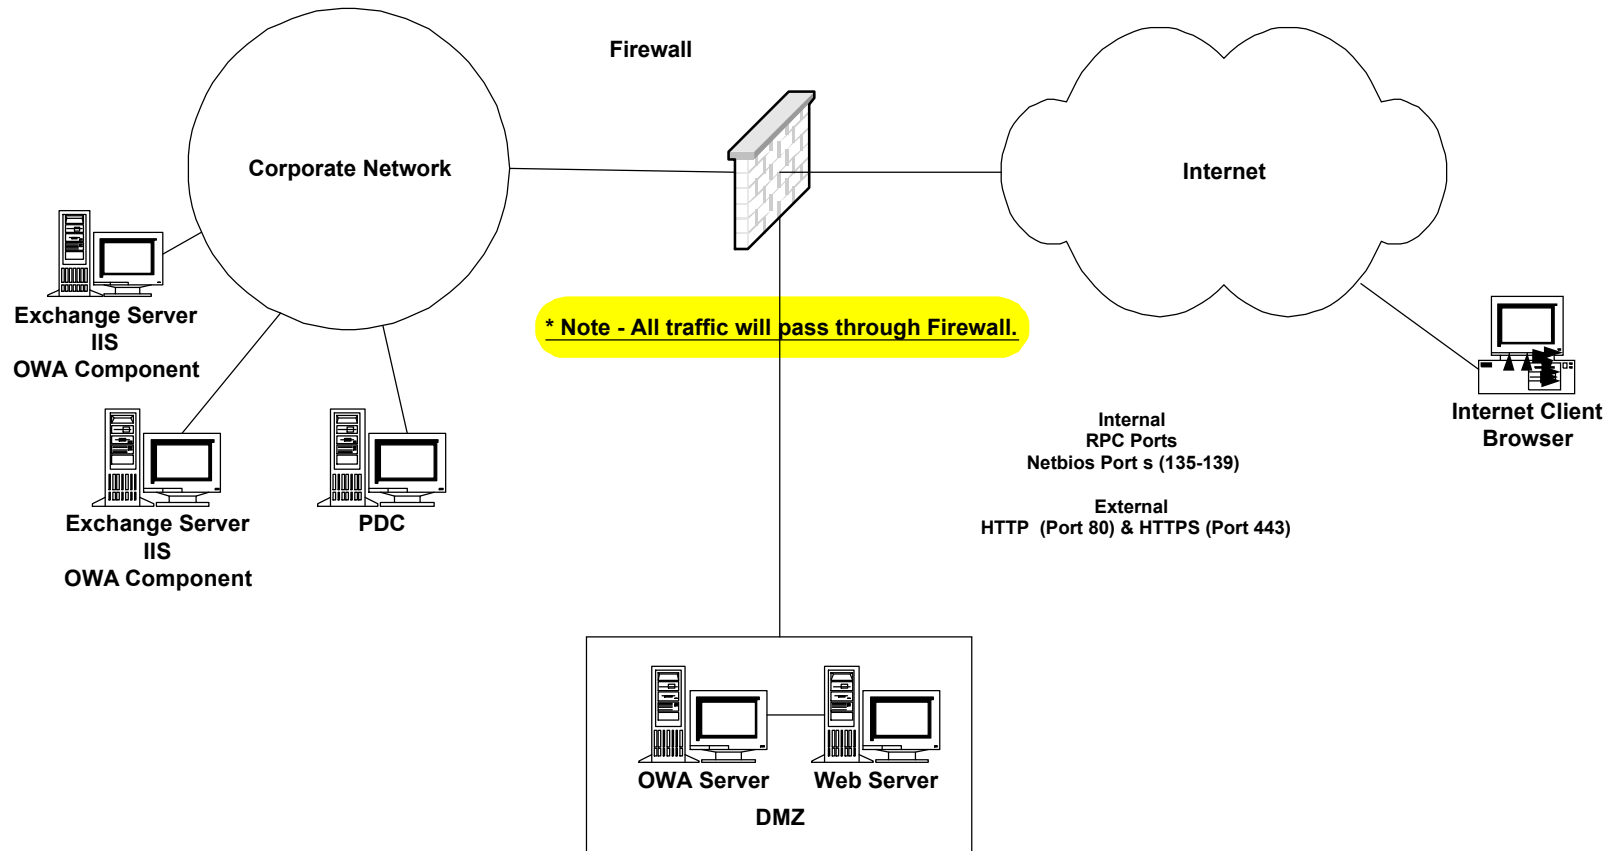 Firewall
Corporate Network
Internet
Exchange Server
IIS
OWA Component
* Note - All traffic will pass through Firewall.
Internet Client
Browser
Internal
RPC Ports
Netbios Port s (135-139)
External
HTTP  (Port 80) & HTTPS (Port 443)
Exchange Server
IIS
OWA Component
PDC
OWA Server
Web Server
DMZ